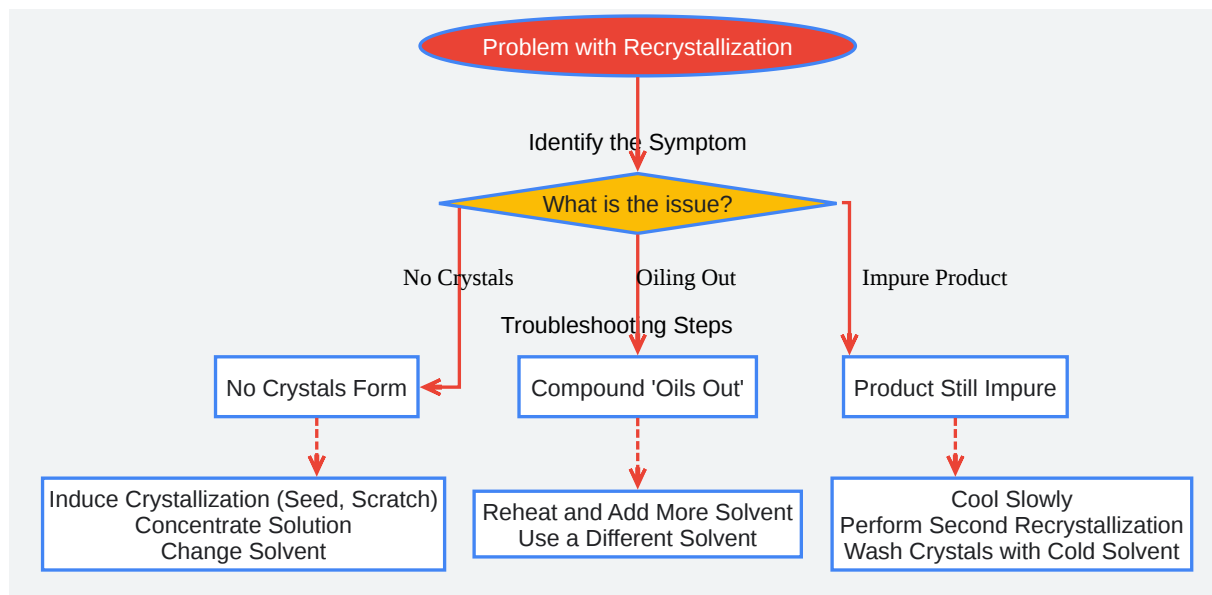 Problem with Recrystallization
Identify the Symptom
What is the issue?
No Crystals
Oiling Out
Impure Product
Troubleshooting Steps
No Crystals Form
Compound 'Oils Out'
Product Still Impure
Induce Crystallization (Seed, Scratch)
Concentrate Solution
Change Solvent
Reheat and Add More Solvent
Use a Different Solvent
Cool Slowly
Perform Second Recrystallization
Wash Crystals with Cold Solvent